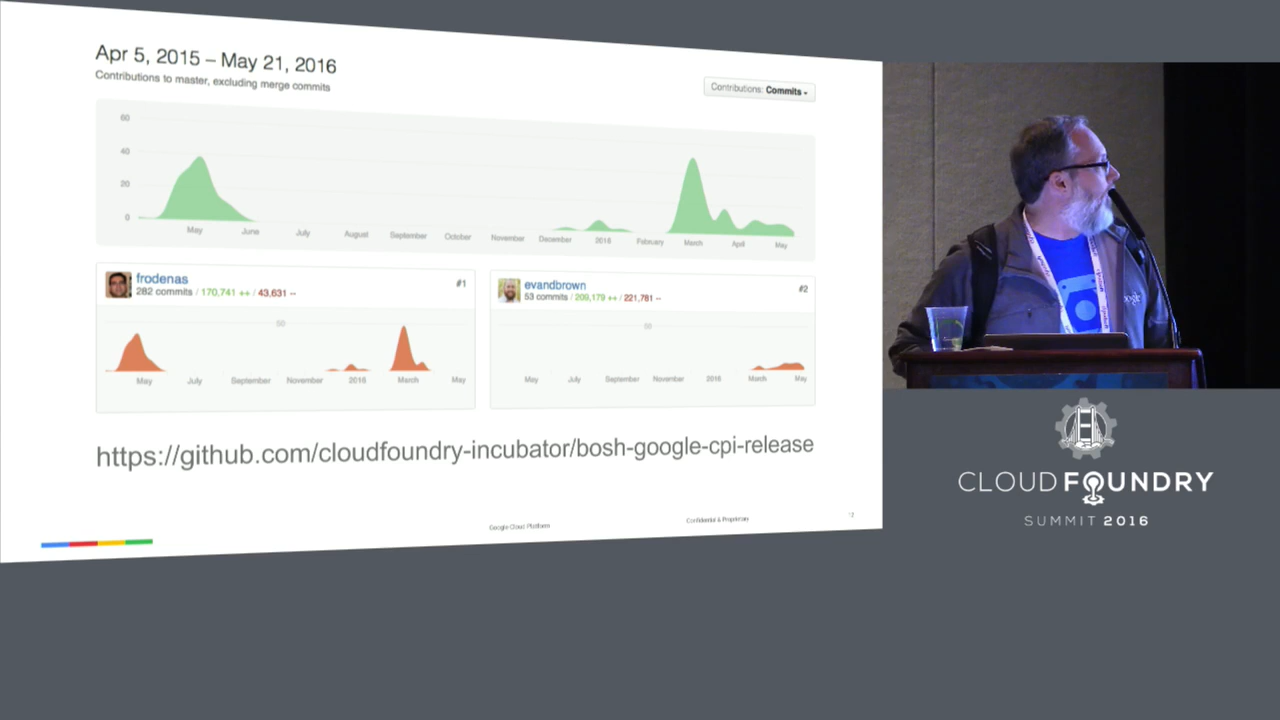 Apr 5, 2015 – May 21, 2016
Contributions to master, excluding merge commits
Contributions: Commits
60
40
20
0
May June July August September October November December 2016 February March April May
frodenas #1
282 commits / 170,741 ++ / 43,631 --
50
May July September November 2016 March May
evandbrown #2
53 commits / 209,179 ++ / 221,781 --
50
May July September November 2016 March May
https://github.com/cloudfoundry-incubator/bosh-google-cpi-release
Google Cloud Platform
Confidential & Proprietary
CLOUD FOUNDRY
SUMMIT 2016